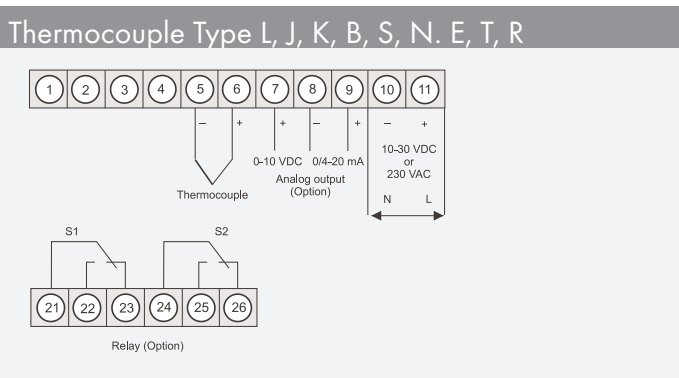 Thermocouple Type L, J, K, B, S, N. E, T, R
1 2 3 4 5 6 7 8 9 10 11
– + + – + – +
0-10 VDC 0/4-20 mA 10-30 VDC
or
230 VAC
Analog output
(Option)
Thermocouple
N L
S1 S2
21 22 23 24 25 26
Relay (Option)